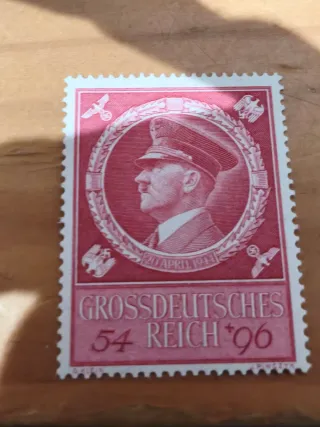 20. APRIL 1944
GROSSDEUTSCHES
54 REICH +96